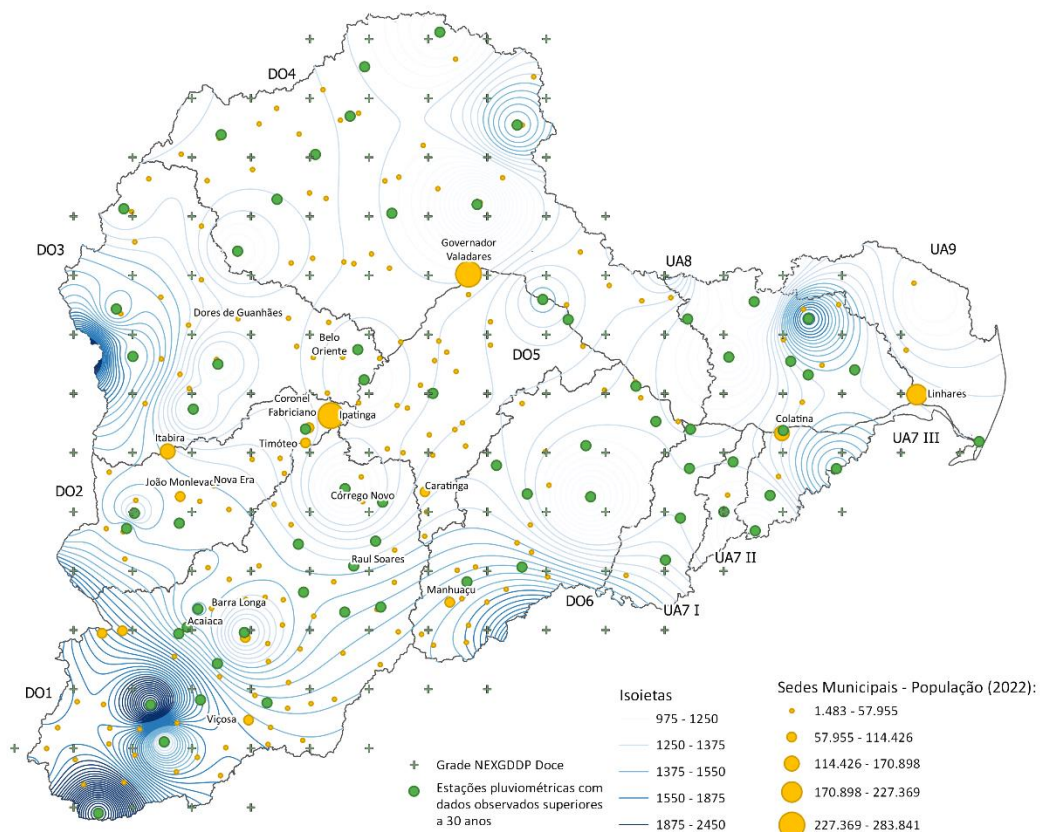 DO4
DO3
Governador
Valadares
UA8
UA9
Dores de Guanhães
Belo
Oriente
DO5
Coronel
Fabriciano
Ipatinga
Linhares
Timóteo
Colatina
UA7 III
Itabira
DO2
João Monlevade
Nova Era
Córrego Novo
Caratinga
Raul Soares
UA7 II
Manhuaçu
DO6
UA7 I
Barra Longa
Acaiaca
DO1
Viçosa
Isoietas
975 - 1250
1250 - 1375
1375 - 1550
1550 - 1875
1875 - 2450
Sedes Municipais - População (2022):
1.483 - 57.955
57.955 - 114.426
114.426 - 170.898
170.898 - 227.369
227.369 - 283.841
Grade NEXGDDP Doce
Estações pluviométricas com
dados observados superiores
a 30 anos